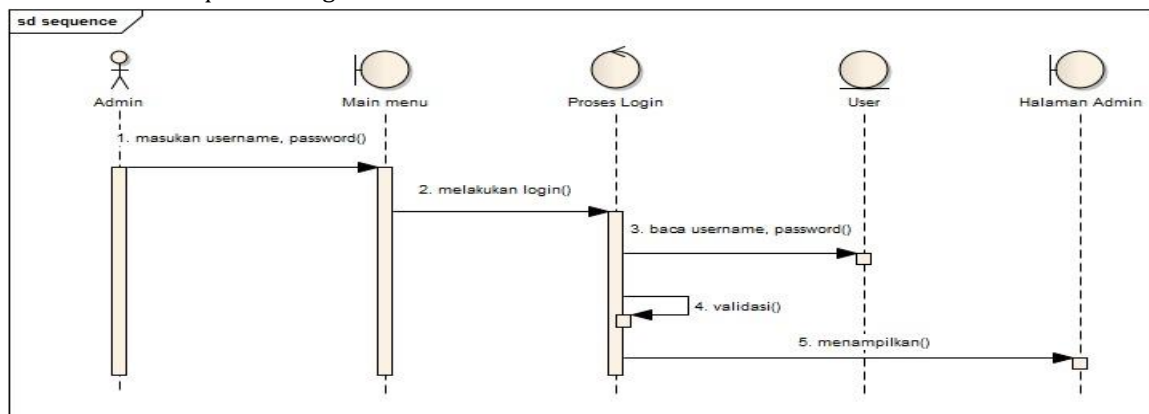 sd sequence
Admin
Main menu
Proses Login
User
Halaman Admin
1. masukan username, password()
2. melakukan login()
3. baca username, password()
4. validasi()
5. menampilkan()